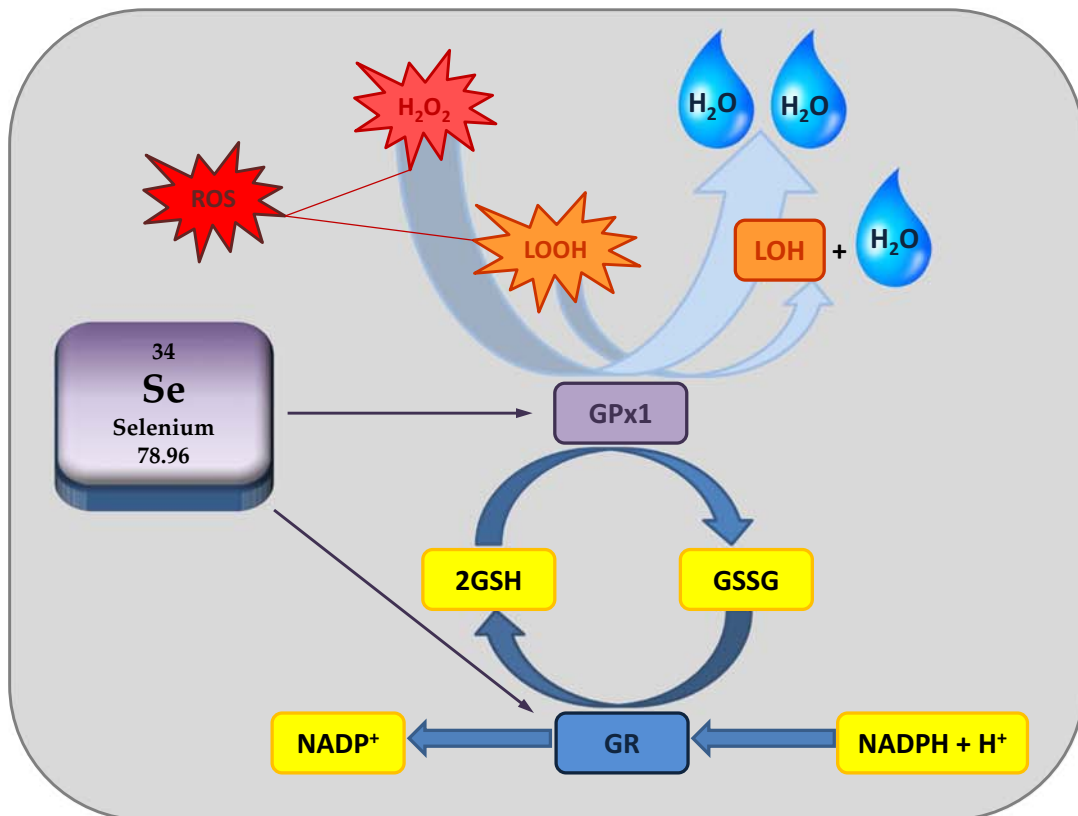 H₂O₂
H₂O
H₂O
ROS
LOOH
LOH + H₂O
34
Se
Selenium
78.96
GPx1
2GSH
GSSG
NADP⁺
GR
NADPH + H⁺